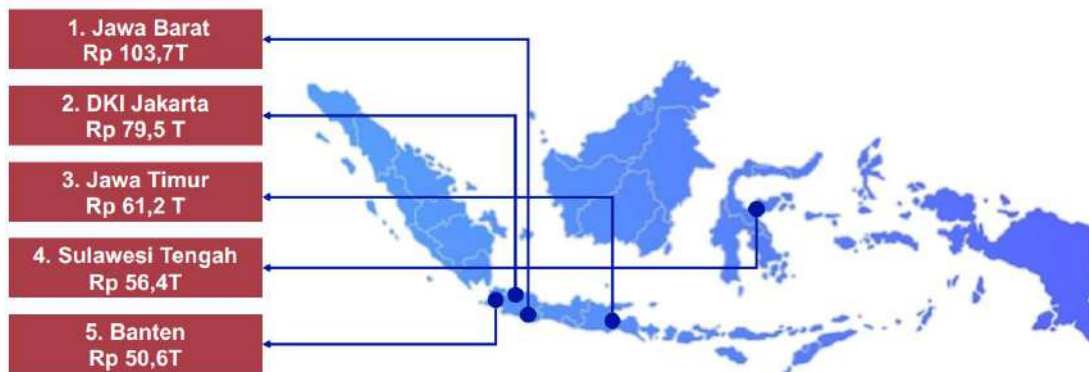 1. Jawa Barat
Rp 103,7T
2. DKI Jakarta
Rp 79,5 T
3. Jawa Timur
Rp 61,2 T
4. Sulawesi Tengah
Rp 56,4T
5. Banten
Rp 50,6T